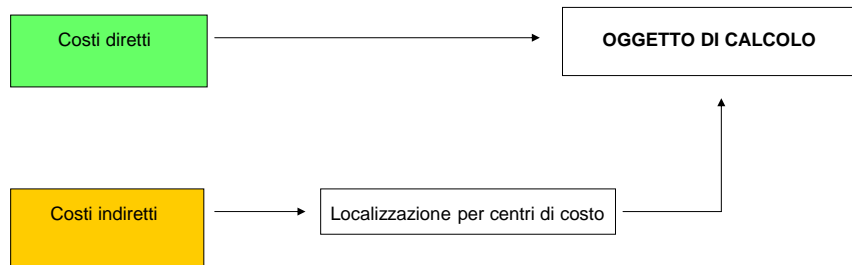 Costi diretti
OGGETTO DI CALCOLO
Costi indiretti
Localizzazione per centri di costo